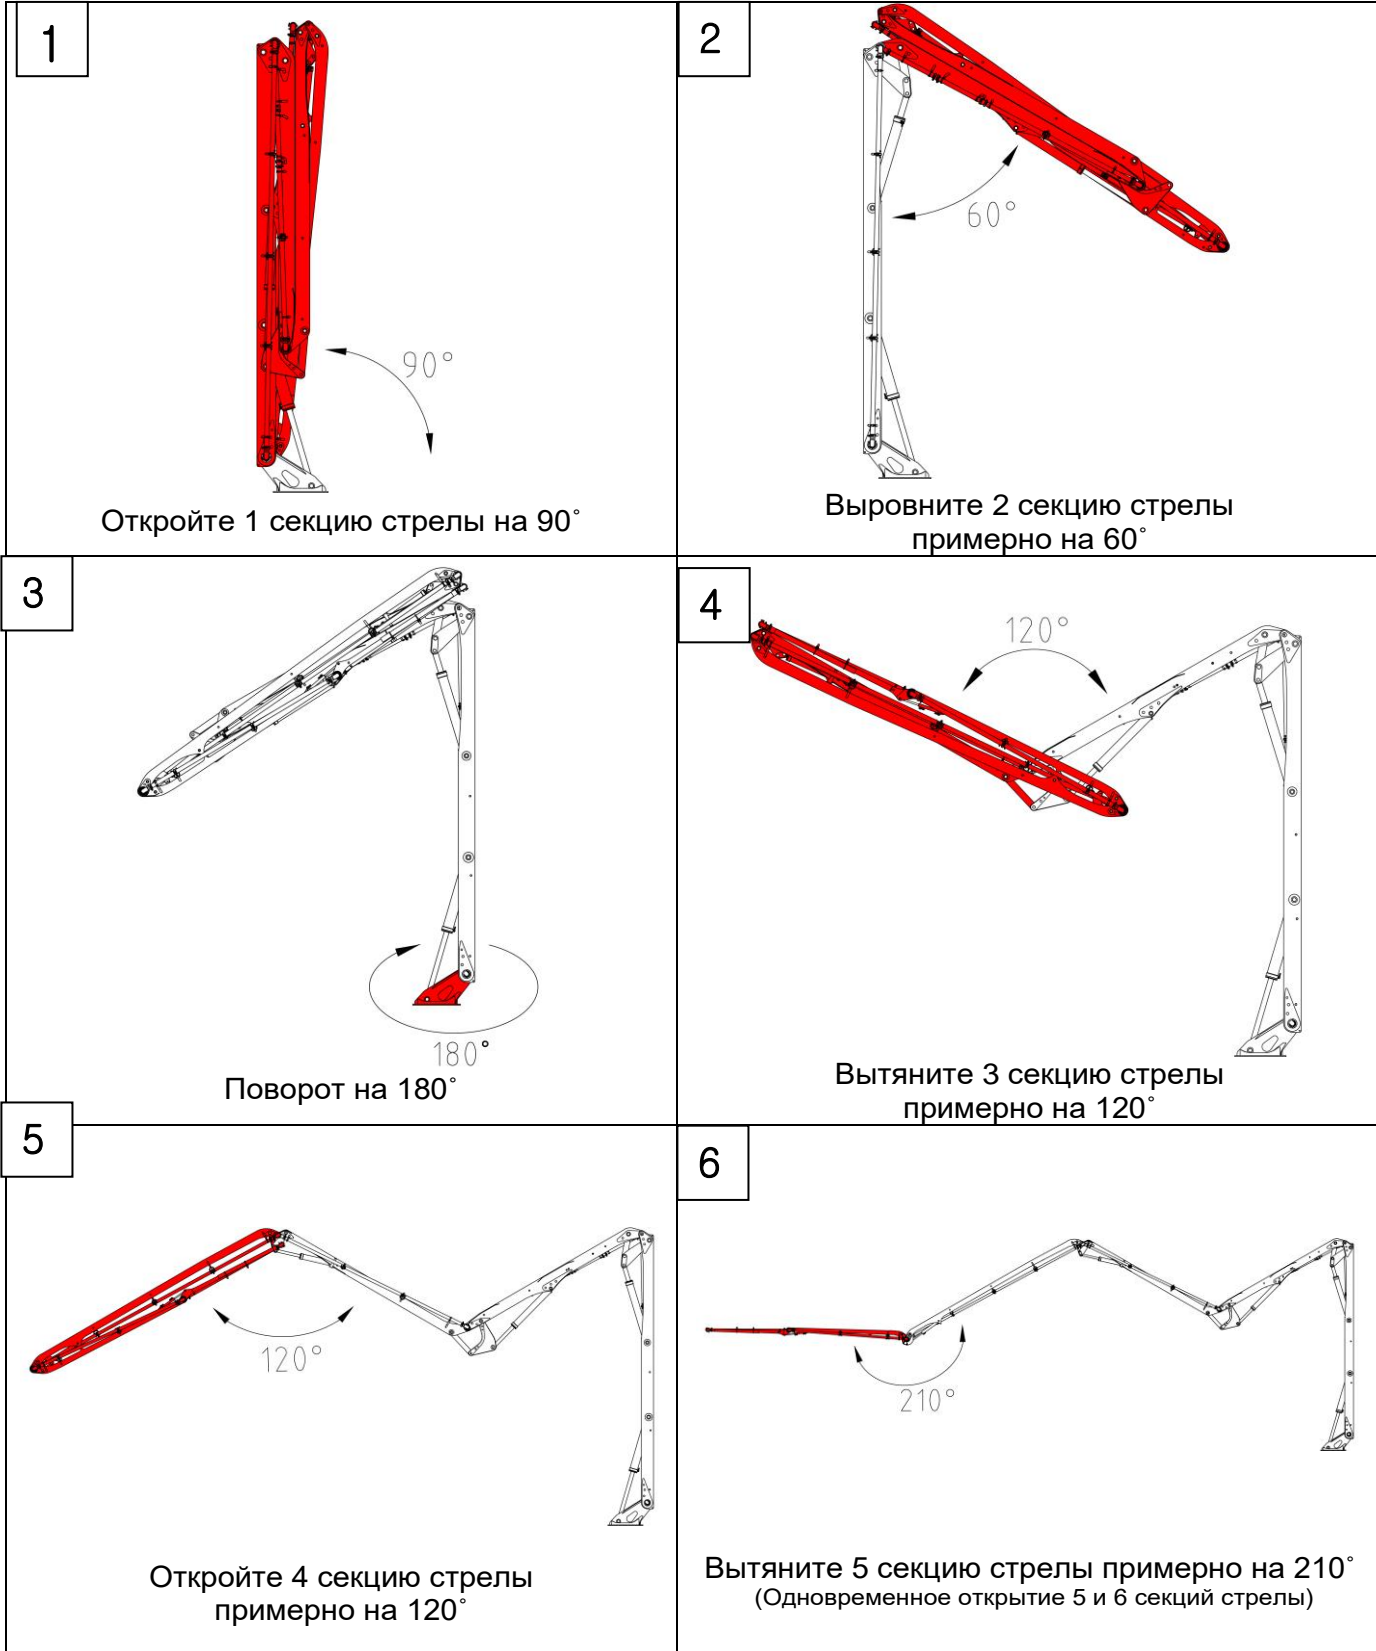 1
90°
Откройте 1 секцию стрелы на 90˚
2
60°
Выровните 2 секцию стрелы
примерно на 60˚
3
180°
Поворот на 180˚
4
120°
Вытяните 3 секцию стрелы
примерно на 120˚
5
120°
Откройте 4 секцию стрелы
примерно на 120˚
6
210°
Вытяните 5 секцию стрелы примерно на 210˚
(Одновременное открытие 5 и 6 секций стрелы)